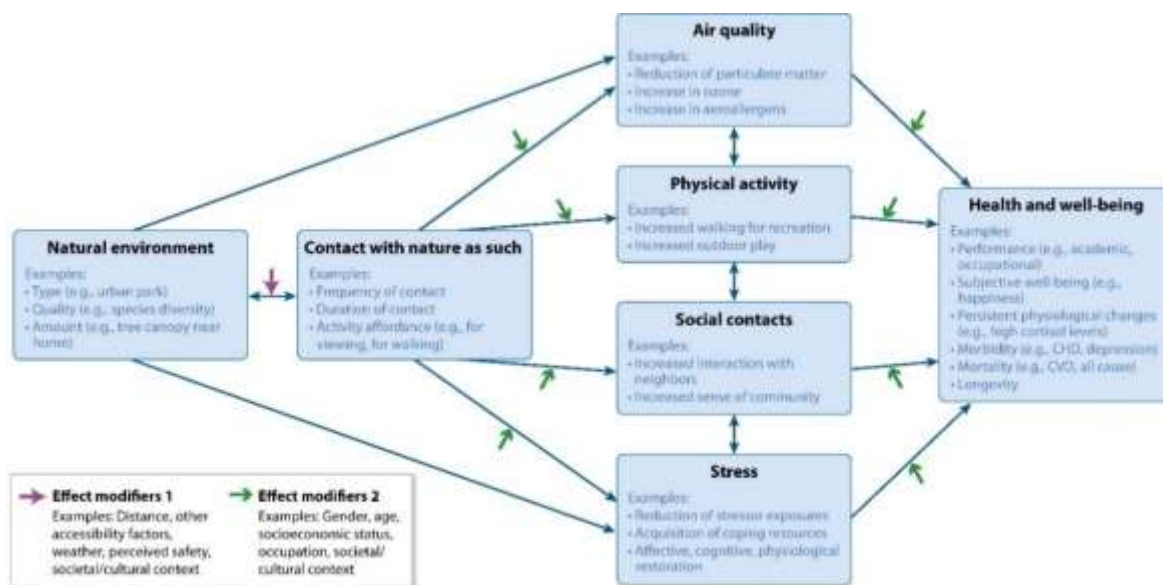 Air quality
Examples:
• Reduction of particulate matter
• Increase in ozone
• Increase in aeroallergens
Physical activity
Examples:
• Increased walking for recreation
• Increased outdoor play
Natural environment
Examples:
• Type (e.g., urban park)
• Quality (e.g., species diversity)
• Amount (e.g., tree canopy near
home)
Contact with nature as such
Examples:
• Frequency of contact
• Duration of contact
• Activity affordance (e.g., for
viewing, for walking)
Social contacts
Examples:
• Increased interaction with
neighbors
• Increased sense of community
Stress
Examples:
• Reduction of stressor exposures
• Acquisition of coping resources
• Affective, cognitive, physiological
restoration
Health and well-being
Examples:
• Performance (e.g., academic,
occupational)
• Subjective well-being (e.g.,
happiness)
• Persistent physiological changes
(e.g., high cortisol levels)
• Morbidity (e.g., CHD, depression)
• Mortality (e.g., CVD, all cause)
• Longevity
Effect modifiers 1
Examples: Distance, other
accessibility factors,
weather, perceived safety,
societal/cultural context
Effect modifiers 2
Examples: Gender, age,
socioeconomic status,
occupation, societal/
cultural context